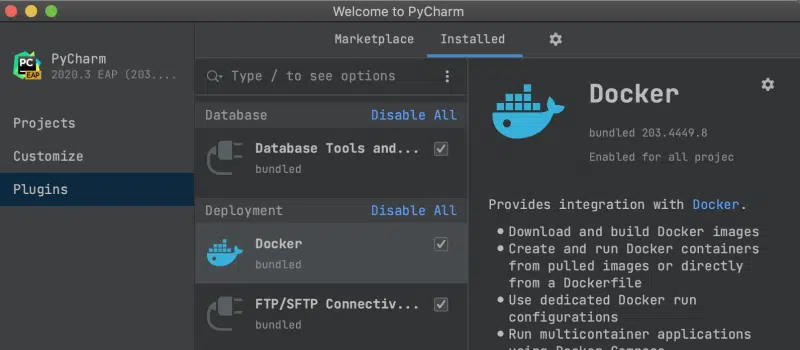 Welcome to PyCharm
PC
EAP
PyCharm
2020.3 EAP (203....
Projects
Customize
Plugins
Marketplace
Installed
Type / to see options
Database
Disable All
Database Tools and...
bundled
Deployment
Disable All
Docker
bundled
FTP/SFTP Connectiv...
bundled
Docker
bundled 203.4449.8
Enabled for all projec
Provides integration with Docker.
• Download and build Docker images
• Create and run Docker containers
from pulled images or directly
from a Dockerfile
• Use dedicated Docker run
configurations
• Run multicontainer applications
using Docker Compose